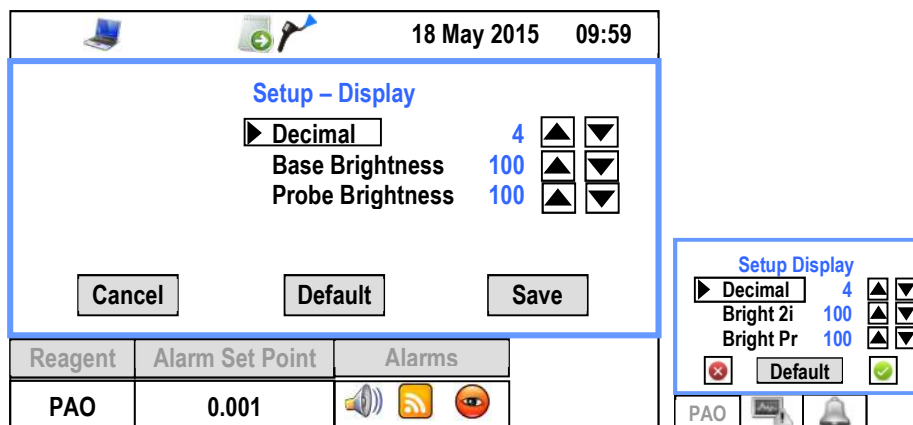 18 May 2015 09:59
Setup – Display
Decimal 4
Base Brightness 100
Probe Brightness 100
Cancel Default Save
Reagent Alarm Set Point Alarms
PAO 0.001
Setup Display
Decimal 4
Bright 2i 100
Bright Pr 100
Default
PAO